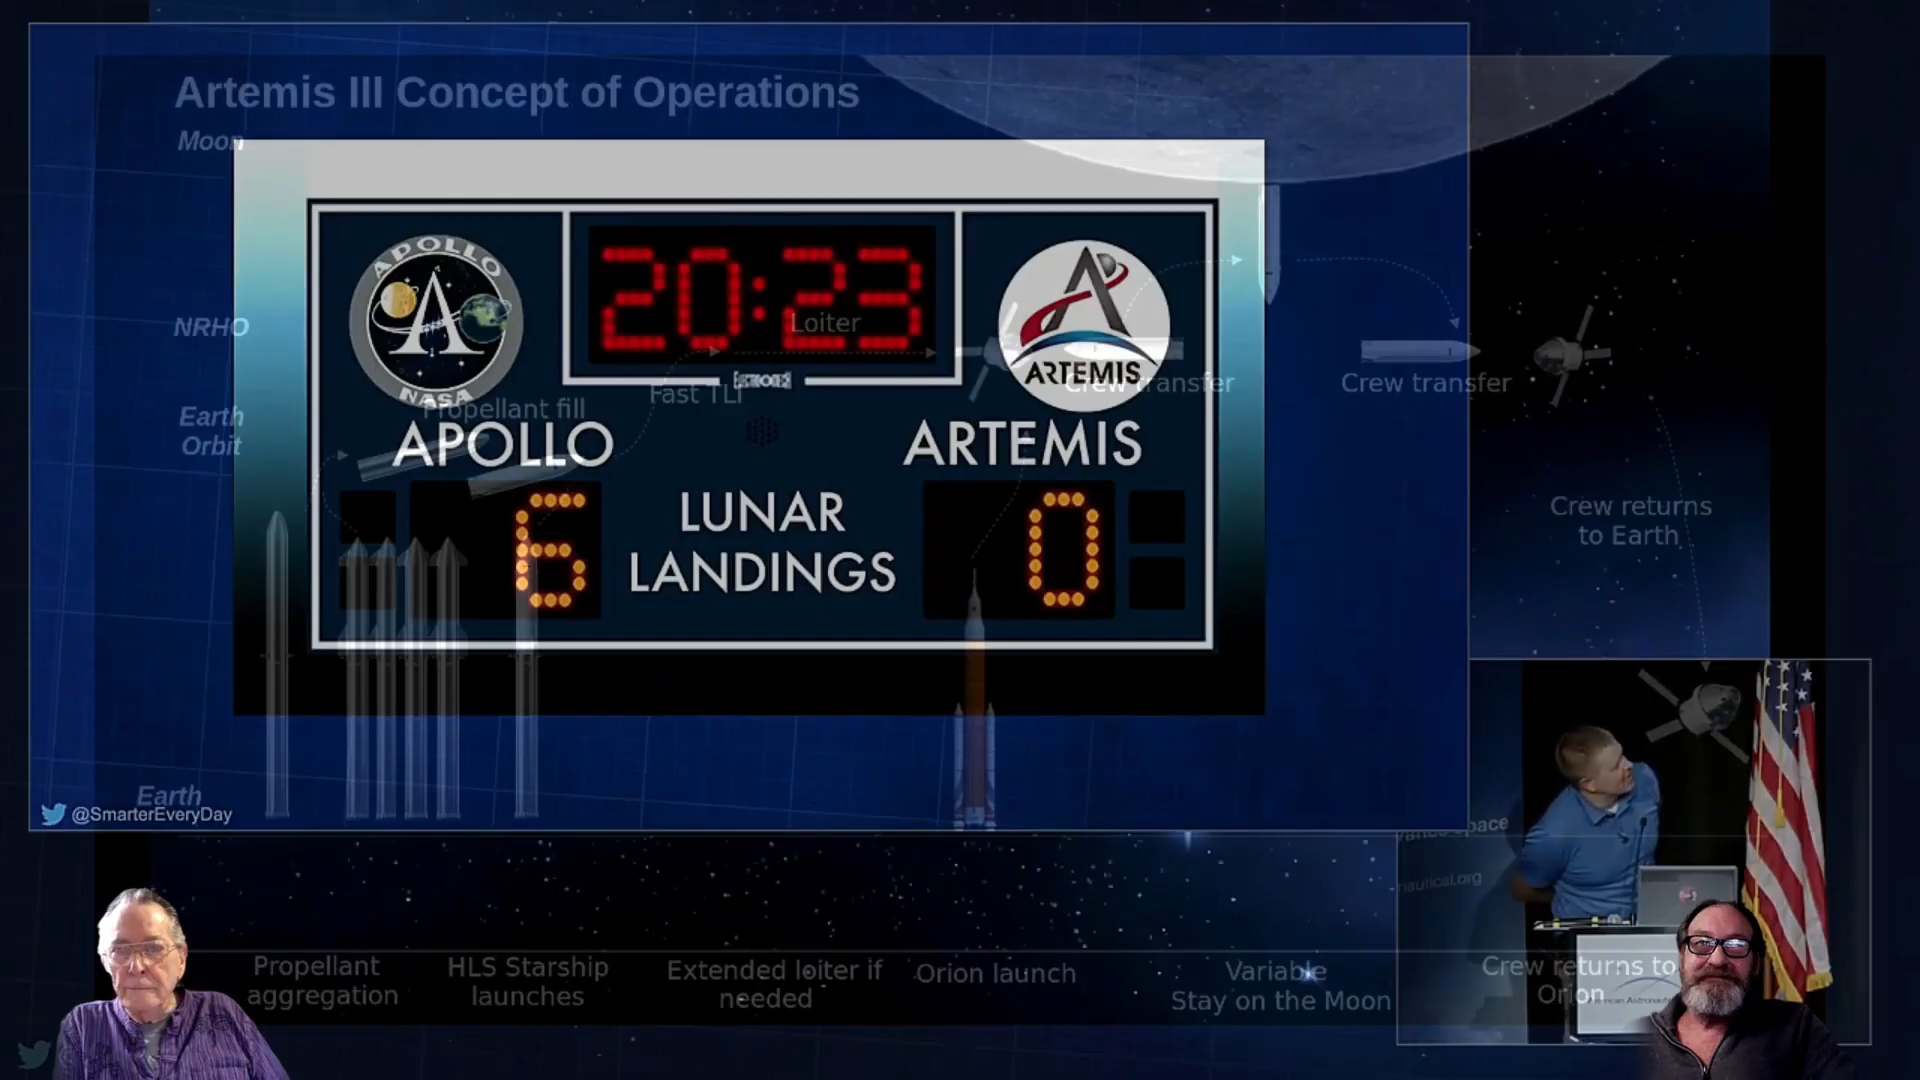 Artemis III Concept of Operations
Moon
APOLLO
NASA
20:23
ARTEMIS
NRHO
Loiter
Fast TLI
Crew transfer
Crew transfer
Earth
Orbit
Propellant fill
APOLLO
ARTEMIS
6
LUNAR
LANDINGS
0
Crew returns
to Earth
Earth
@SmarterEveryDay
nautical.org
Propellant
aggregation
HLS Starship
launches
Extended loiter if
needed
Orion launch
Variable
Stay on the Moon
Crew returns to
Orion